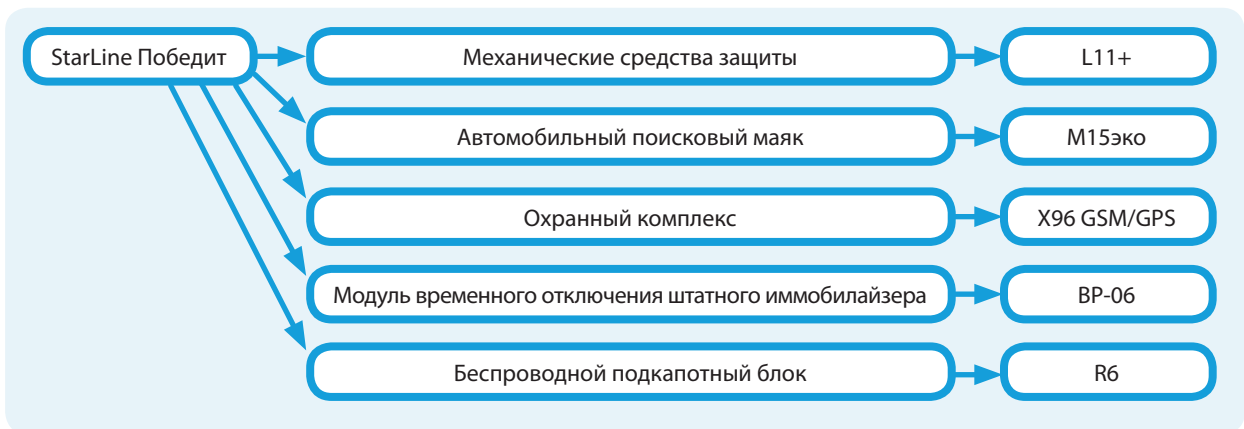 StarLine Победит
Механические средства защиты
L11+
Автомобильный поисковый маяк
М15эко
Охранный комплекс
X96 GSM/GPS
Модуль временного отключения штатного иммобилайзера
BP-06
Беспроводной подкапотный блок
R6